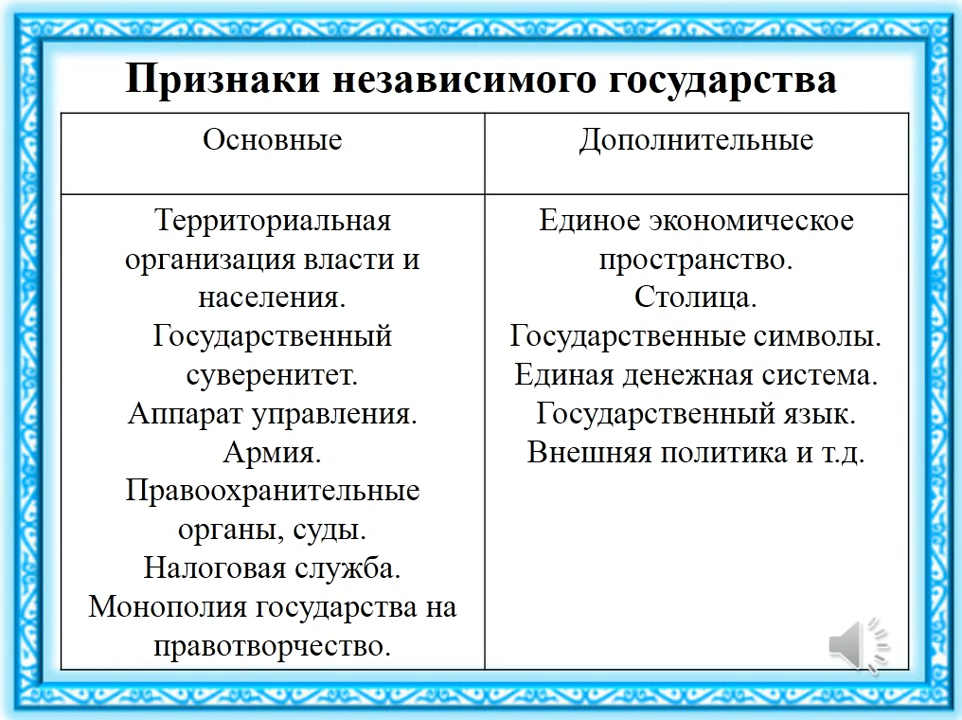 Признаки независимого государства
Основные
Дополнительные
Территориальная
организация власти и
населения.
Государственный
суверенитет.
Аппарат управления.
Армия.
Правоохранительные
органы, суды.
Налоговая служба.
Монополия государства на
правотворчество.
Единое экономическое
пространство.
Столица.
Государственные символы.
Единая денежная система.
Государственный язык.
Внешняя политика и т.д.